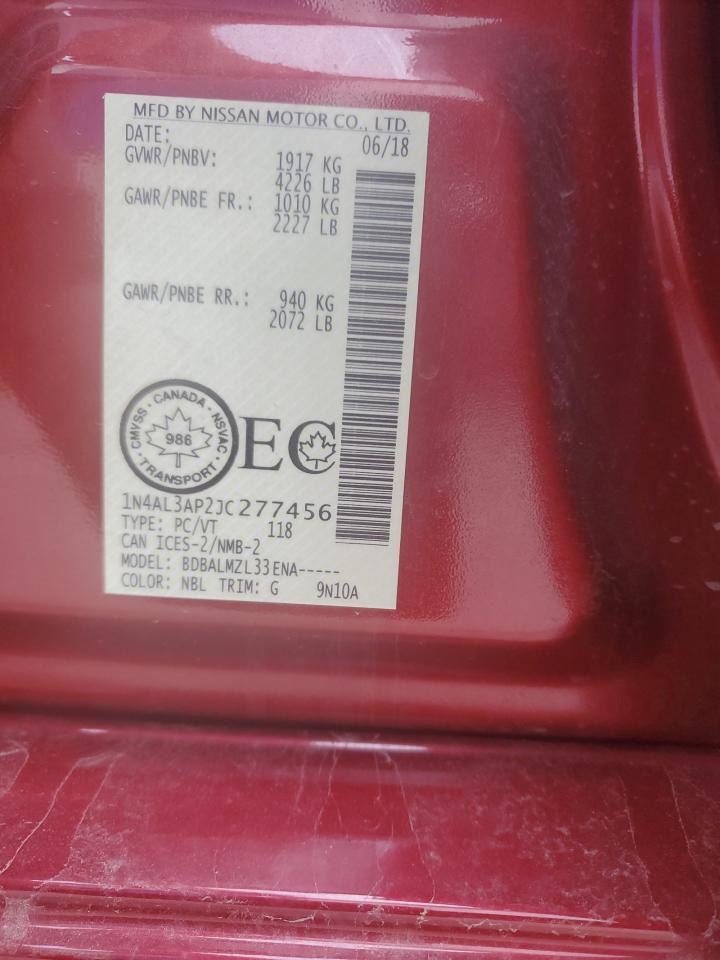 MFD BY NISSAN MOTOR CO., LTD.
DATE: 06/18
GVWR/PNBV: 1917 KG
4226 LB
GAWR/PNBE FR.: 1010 KG
2227 LB
GAWR/PNBE RR.: 940 KG
2072 LB
CMVSS · CANADA · NSVAC · TRANSPORT ·
986
EC
1N4AL3AP2JC277456
TYPE: PC/VT 118
CAN ICES-2/NMB-2
MODEL: BDBALMZL33ENA-----
COLOR: NBL TRIM: G 9N10A